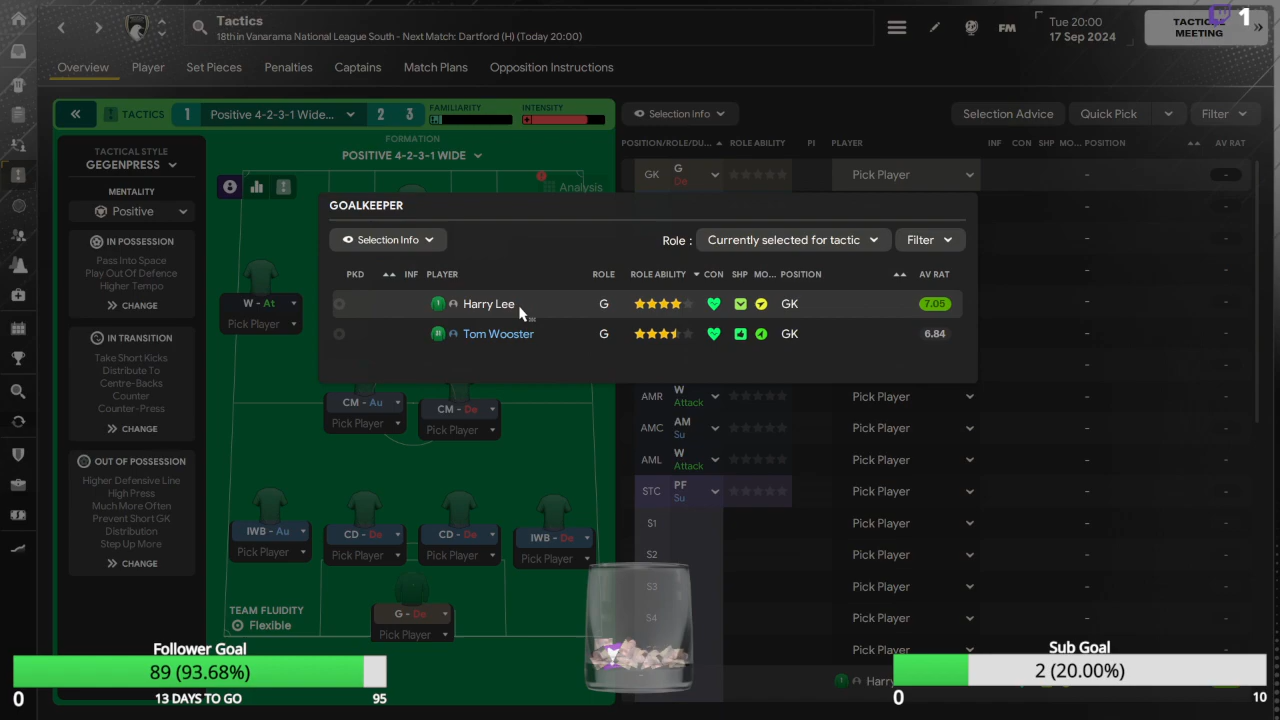 Tactics
18th in Vanarama National League South - Next Match: Dartford (H) (Today 20:00)
FM
Tue 20:00
17 Sep 2024
MEETING
1
Overview
Player
Set Pieces
Penalties
Captains
Match Plans
Opposition Instructions
TACTICS
1
Positive 4-2-3-1 Wide...
2
3
FAMILIARITY
INTENSITY
Selection Info
Selection Advice
Quick Pick
Filter
TACTICAL STYLE
GEGENPRESS
FORMATION
POSITIVE 4-2-3-1 WIDE
POSITION/ROLE/DU...
ROLE ABILITY
PI
PLAYER
INF
CON
SHP
MO...
POSITION
AV RAT
MENTALITY
Positive
Analysis
GK
G
De
Pick Player
-
-
GOALKEEPER
Selection Info
Role :
Currently selected for tactic
Filter
PKD
INF
PLAYER
ROLE
ROLE ABILITY
CON
SHP
MO...
POSITION
AV RAT
Harry Lee
G
GK
7.05
Tom Wooster
G
GK
6.84
IN POSSESSION
Pass Into Space
Play Out Of Defence
Higher Tempo
CHANGE
W - At
Pick Player
IN TRANSITION
Take Short Kicks
Distribute To
Centre-Backs
Counter
Counter-Press
CHANGE
CM - Au
Pick Player
CM - De
Pick Player
AMR
W
Attack
Pick Player
-
-
AMC
AM
Su
Pick Player
-
-
AML
W
Attack
Pick Player
-
-
STC
PF
Su
Pick Player
-
-
OUT OF POSSESSION
Higher Defensive Line
High Press
Much More Often
Prevent Short GK
Distribution
Step Up More
CHANGE
IWB - Au
Pick Player
CD - De
Pick Player
CD - De
Pick Player
IWB - De
Pick Player
S1
Pick Player
-
-
S2
Pick Player
-
-
S3
Pick Player
-
-
S4
Pick Player
-
-
G - De
Pick Player
TEAM FLUIDITY
Flexible
Pick Player
-
-
Harry
Follower Goal
89 (93.68%)
0
13 DAYS TO GO
95
Sub Goal
2 (20.00%)
0
10